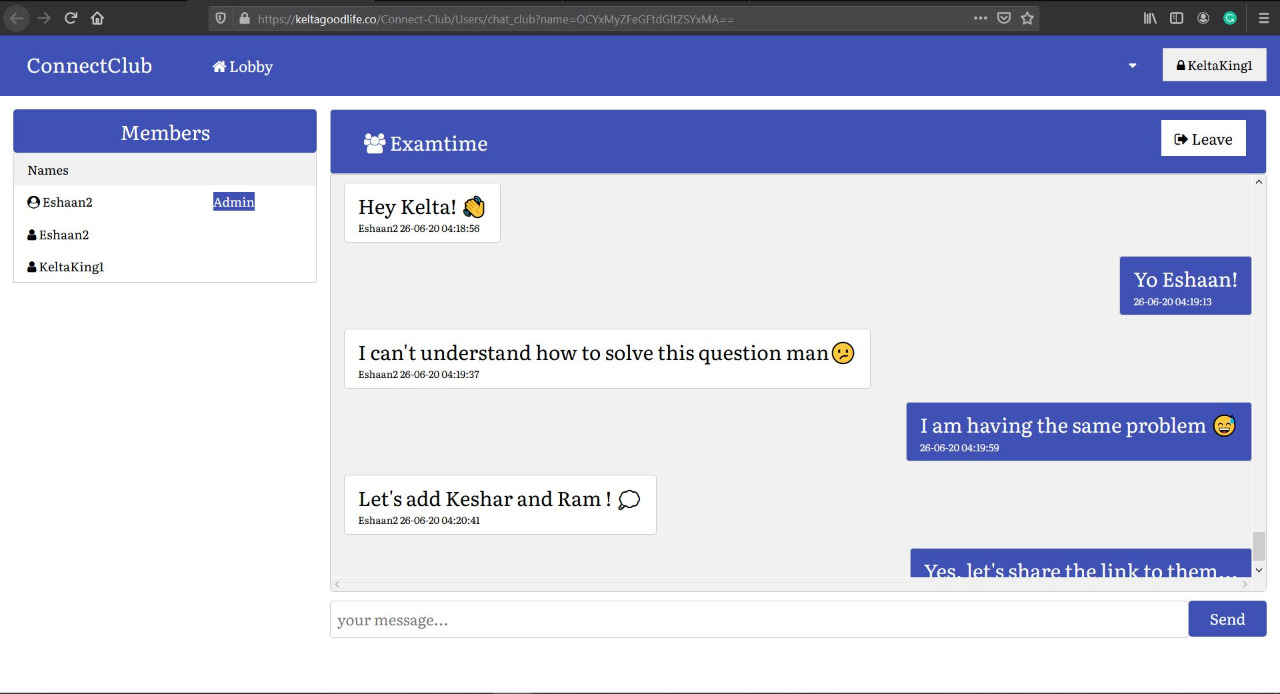 https://keltagoodlife.co/Connect-Club/Users/chat_club?name=OCYxMyZFeGFtdGltZSYxMA==
ConnectClub
Lobby
KeltaKing1
Members
Names
Eshaan2 Admin
Eshaan2
KeltaKing1
Examtime
Leave
Hey Kelta! 👏
Eshaan2 26-06-20 04:18:56
Yo Eshaan!
26-06-20 04:19:13
I can't understand how to solve this question man😕
Eshaan2 26-06-20 04:19:37
I am having the same problem 😅
26-06-20 04:19:59
Let's add Keshar and Ram ! 💭
Eshaan2 26-06-20 04:20:41
Yes, let's share the link to them...
your message...
Send